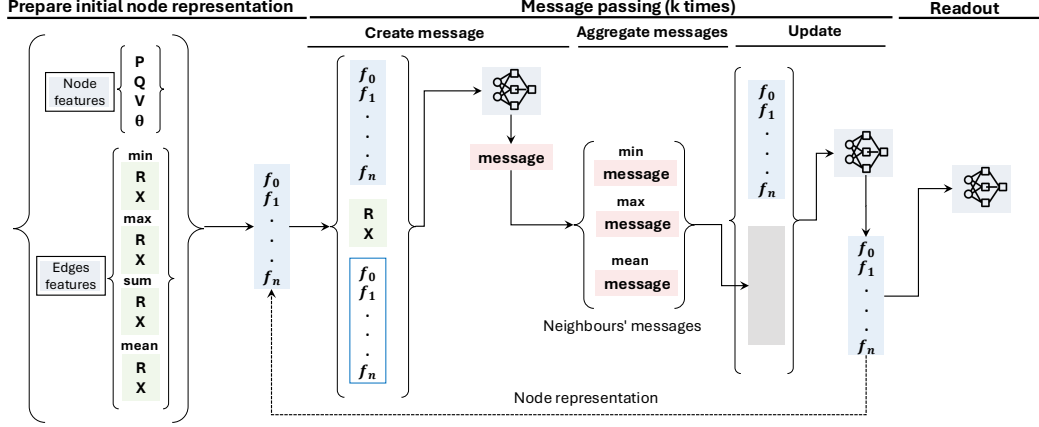 Prepare initial node representation
Message passing (k times)
Readout
Create message
Aggregate messages
Update
Node
features
P
Q
V
θ
Edges
features
min
R
X
max
R
X
sum
R
X
mean
R
X
f₀
f₁
.
.
.
fₙ
f₀
f₁
.
.
.
fₙ
R
X
f₀
f₁
.
.
.
fₙ
message
min
message
max
message
mean
message
Neighbours' messages
f₀
f₁
.
.
.
fₙ
f₀
f₁
.
.
.
fₙ
Node representation